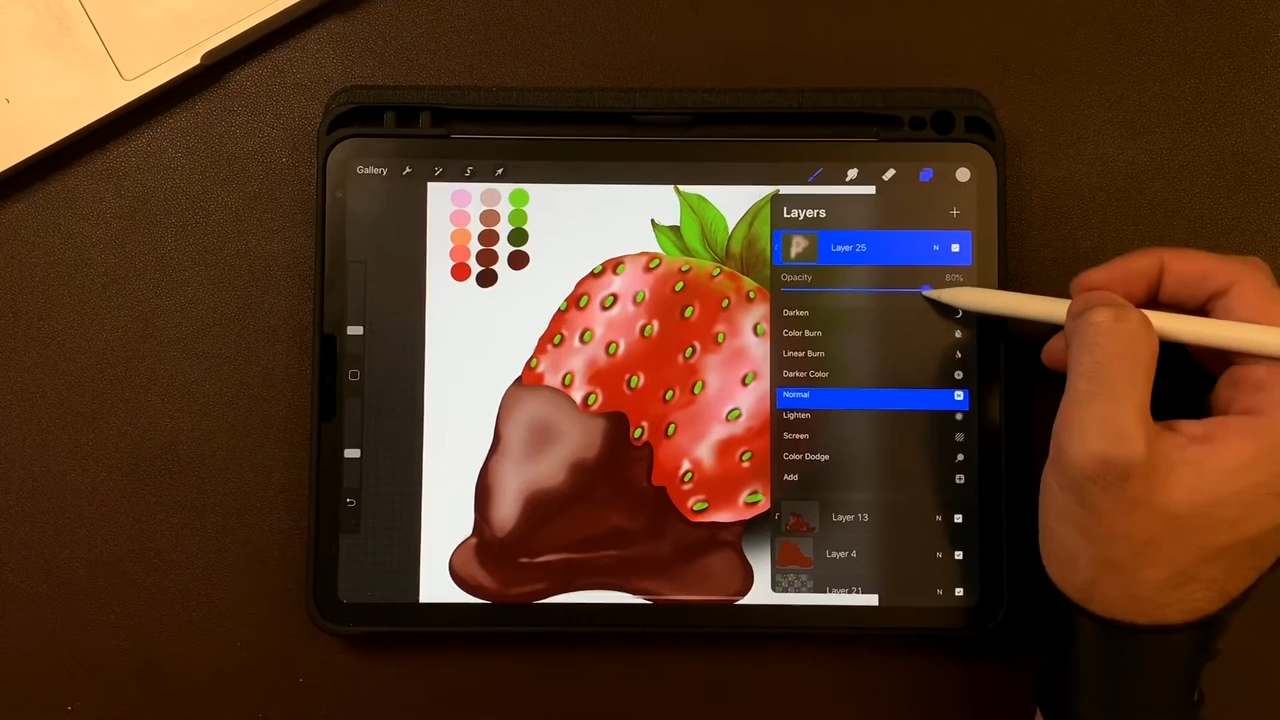 Gallery
Layers
Layer 25 N
Opacity 80%
Darken
Color Burn
Linear Burn
Darker Color
Normal N
Lighten
Screen
Color Dodge
Add
Layer 13 N
Layer 4 N
Layer 21 N